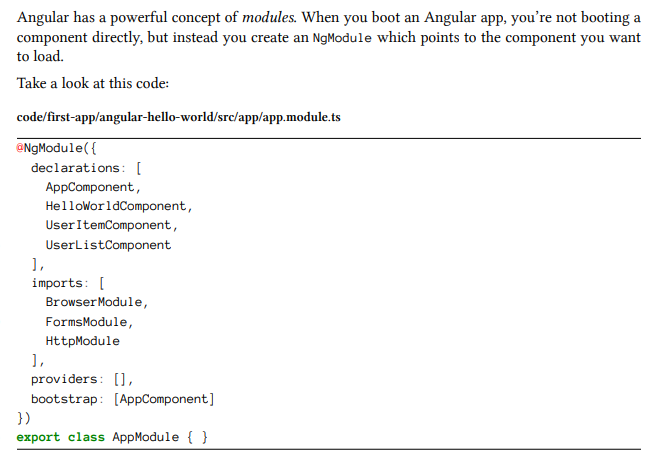 Angular has a powerful concept of modules. When you boot an Angular app, you’re not booting a
component directly, but instead you create an NgModule which points to the component you want
to load.
Take a look at this code:
code/first-app/angular-hello-world/src/app/app.module.ts
@NgModule({
  declarations: [
    AppComponent,
    HelloWorldComponent,
    UserItemComponent,
    UserListComponent
  ],
  imports: [
    BrowserModule,
    FormsModule,
    HttpModule
  ],
  providers: [],
  bootstrap: [AppComponent]
})
export class AppModule { }